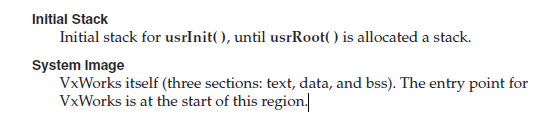 Initial Stack
Initial stack for usrInit( ), until usrRoot( ) is allocated a stack.
System Image
VxWorks itself (three sections: text, data, and bss). The entry point for
VxWorks is at the start of this region.